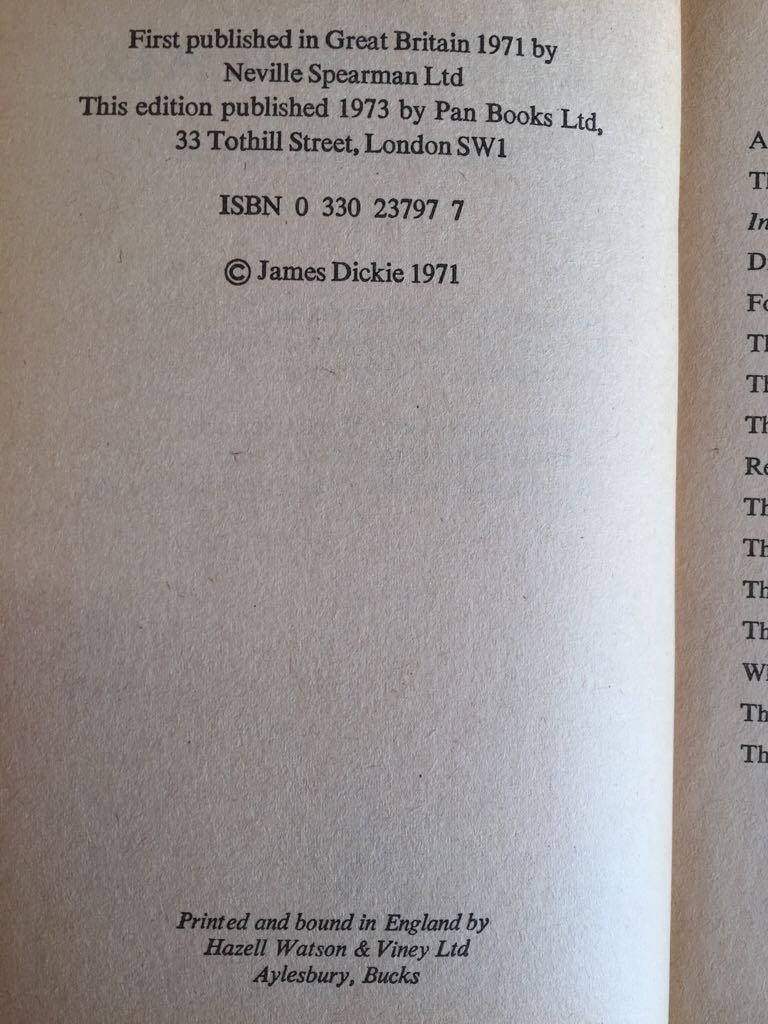 First published in Great Britain 1971 by
Neville Spearman Ltd
This edition published 1973 by Pan Books Ltd,
33 Tothill Street, London SW1
ISBN 0 330 23797 7
© James Dickie 1971
Printed and bound in England by
Hazell Watson & Viney Ltd
Aylesbury, Bucks